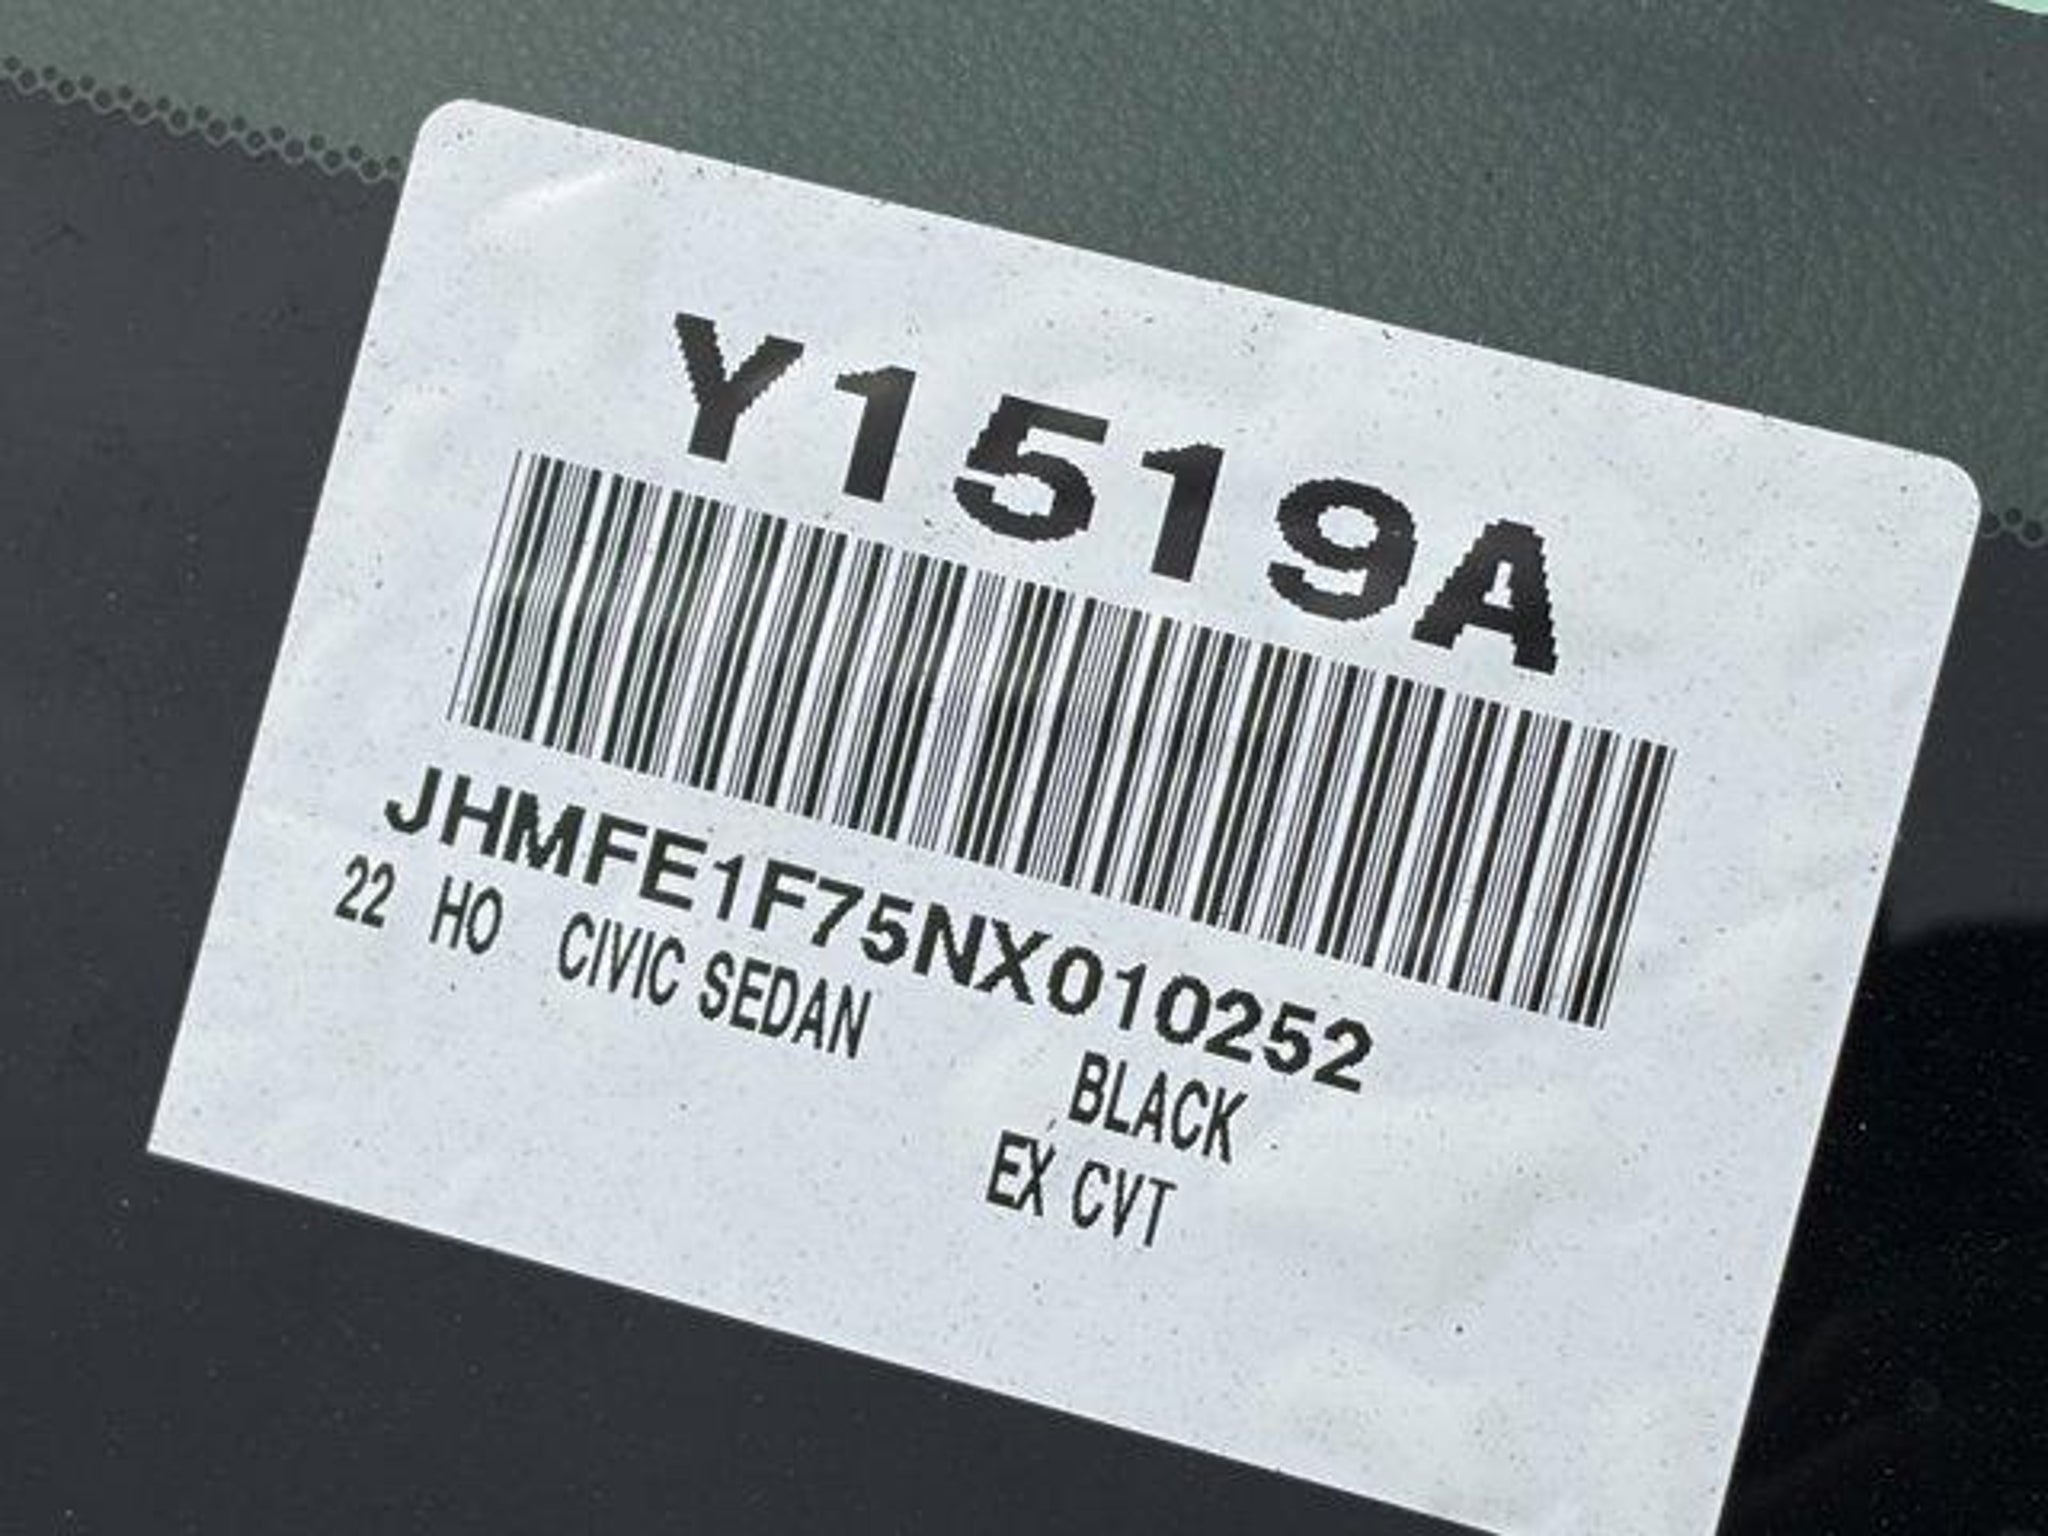 Y1519A
JHMFE1F75NX010252
22 HO CIVIC SEDAN
BLACK
EX CVT